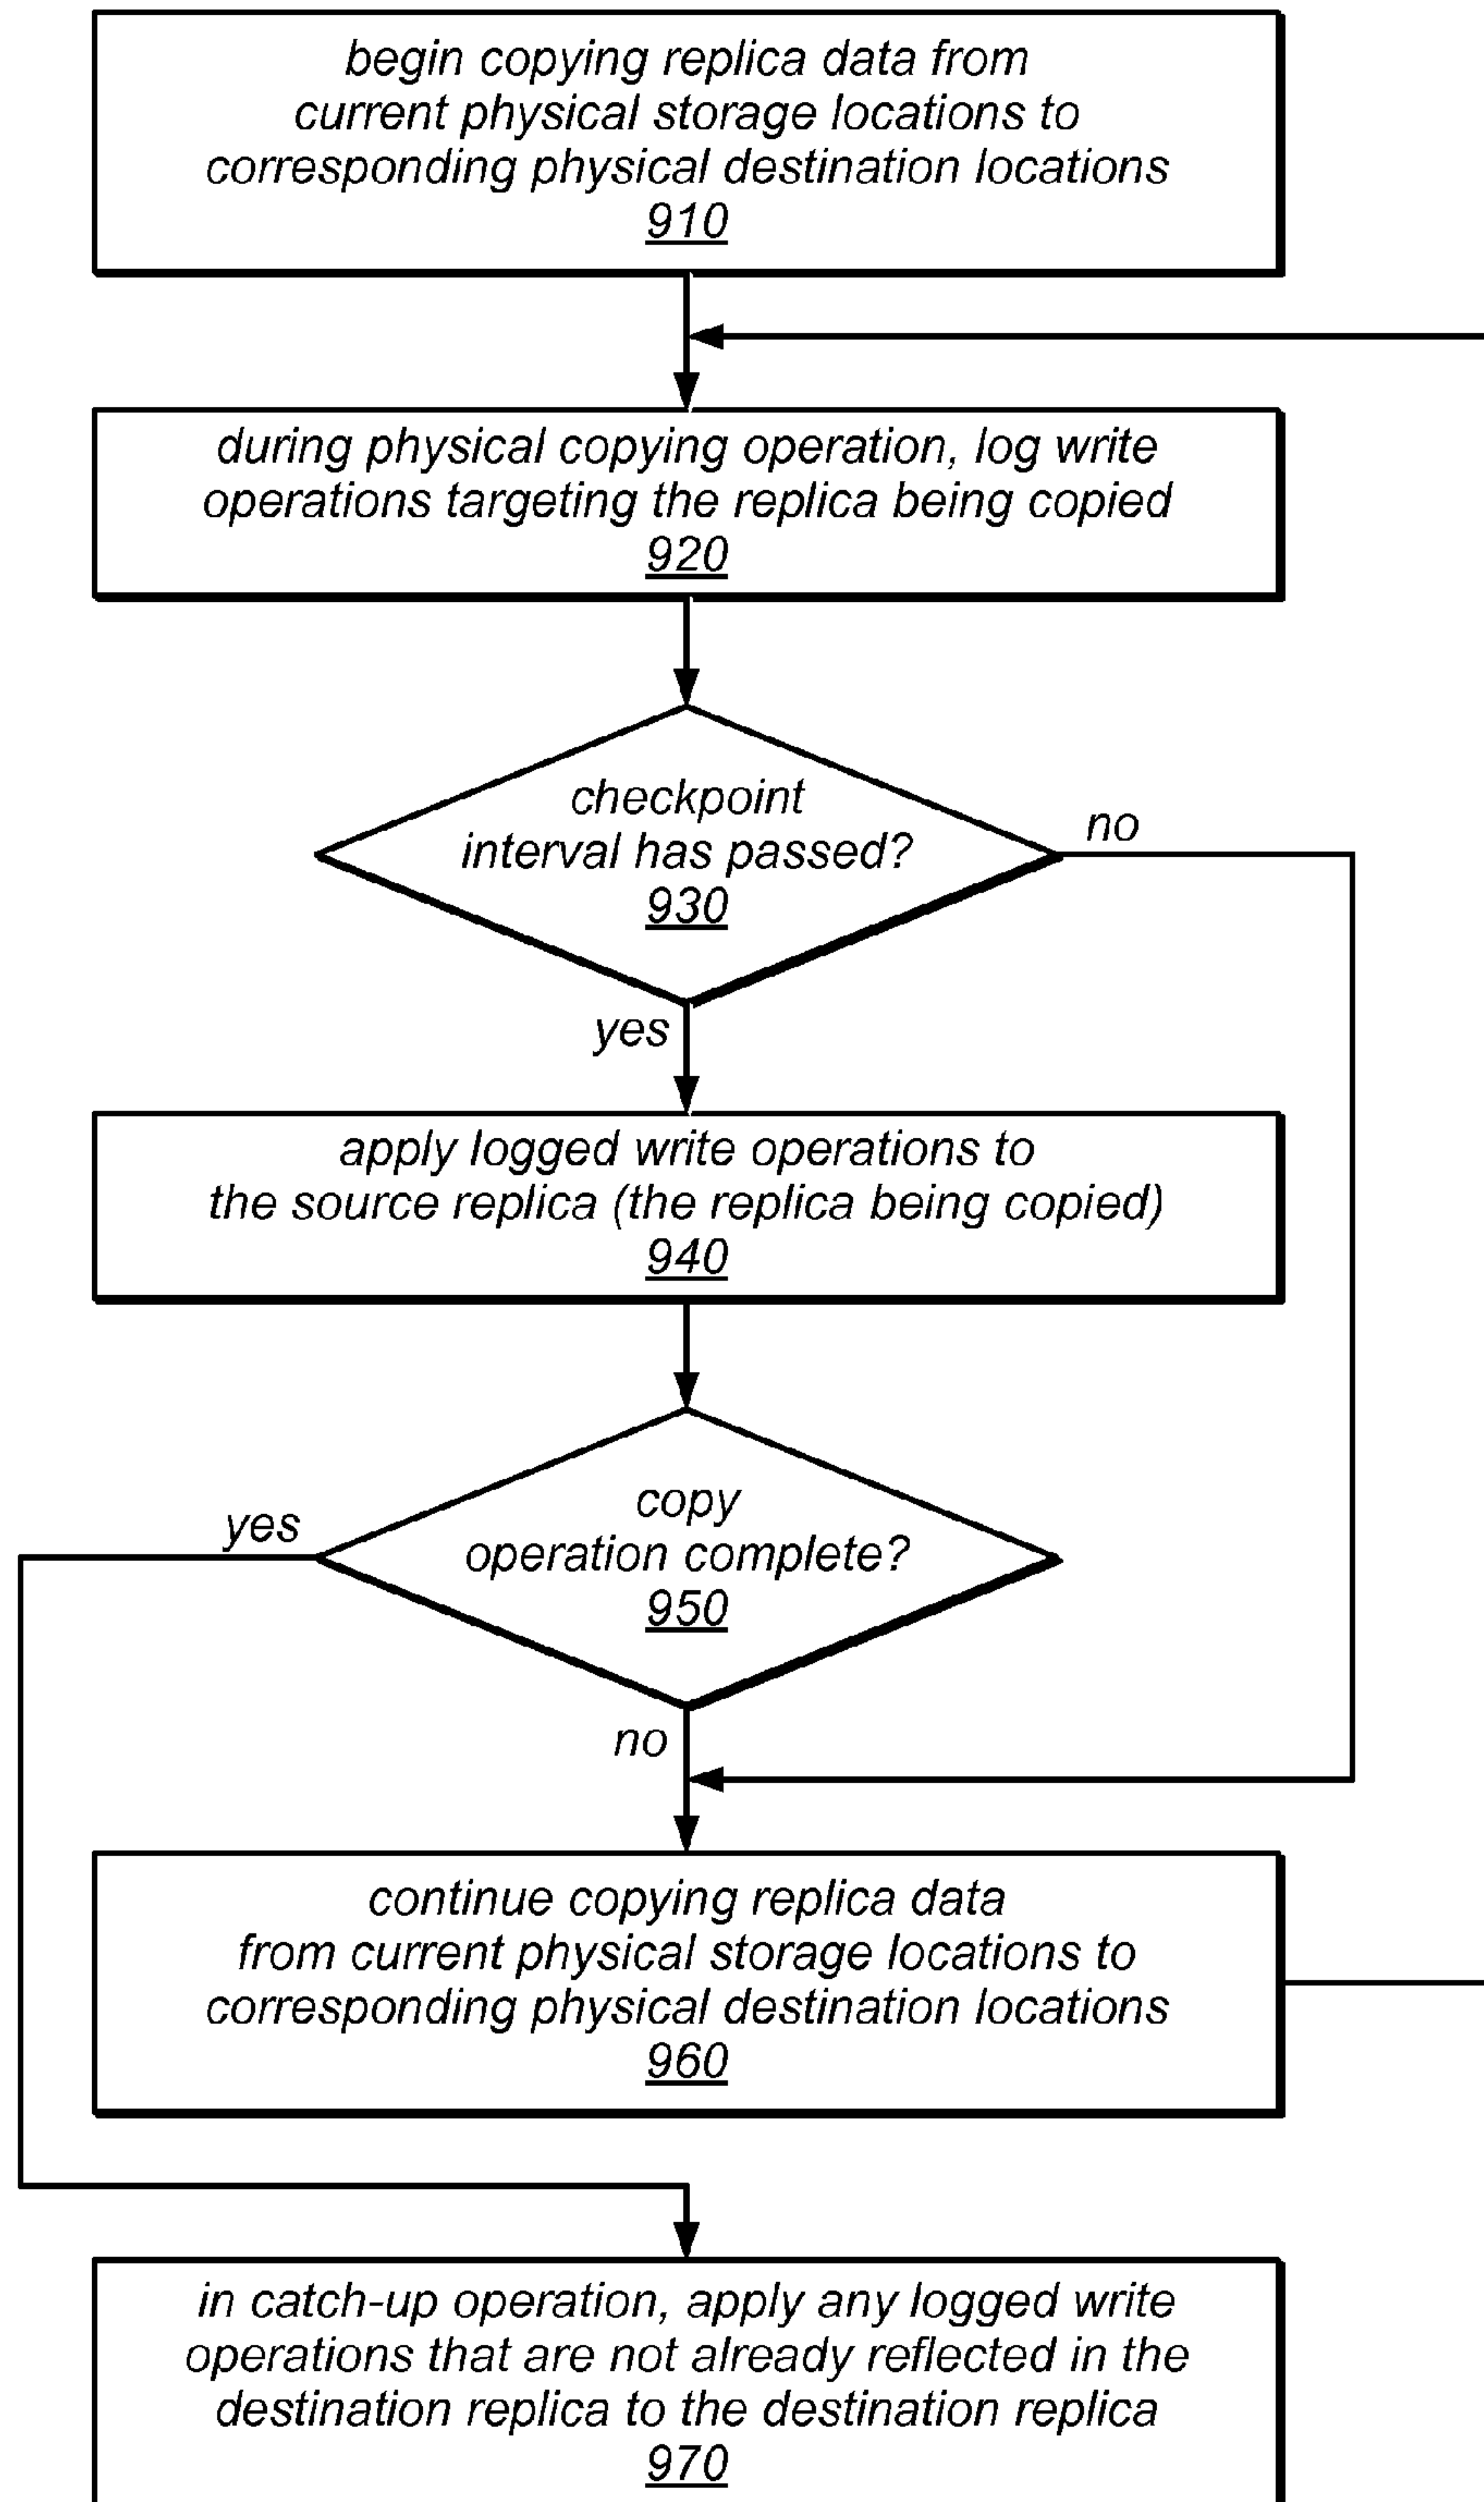 begin copying replica data from
current physical storage locations to
corresponding physical destination locations
910
during physical copying operation, log write
operations targeting the replica being copied
920
checkpoint
interval has passed?
930
no
yes
apply logged write operations to
the source replica (the replica being copied)
940
copy
operation complete?
950
yes
no
continue copying replica data
from current physical storage locations to
corresponding physical destination locations
960
in catch-up operation, apply any logged write
operations that are not already reflected in the
destination replica to the destination replica
970